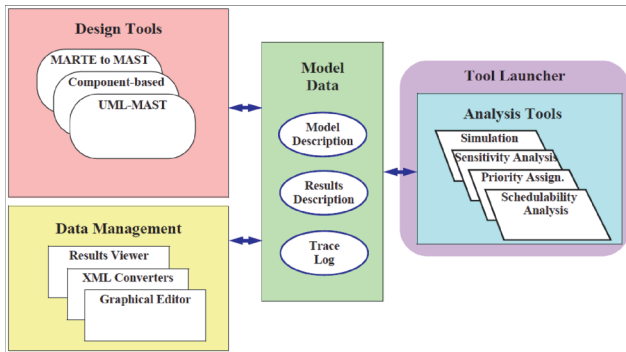 Design Tools
MARTE to MAST
Component-based
UML-MAST
Data Management
Results Viewer
XML Converters
Graphical Editor
Model
Data
Model
Description
Results
Description
Trace
Log
Tool Launcher
Analysis Tools
Simulation
Sensitivity Analysis
Priority Assign.
Schedulability
Analysis